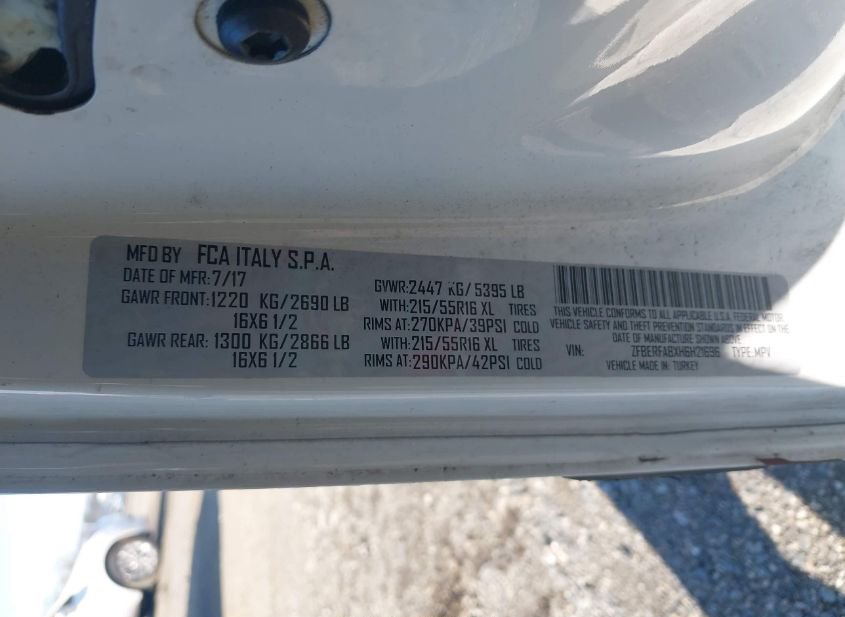 MFD BY FCA ITALY S.P.A.
DATE OF MFR:7/17
GAWR FRONT:1220 KG/2690 LB
16X6 1/2
GAWR REAR: 1300 KG/2866 LB
16X6 1/2
GVWR:2447 KG/5395 LB
WITH:215/55R16 XL TIRES
RIMS AT:270KPA/39PSI COLD
WITH:215/55R16 XL TIRES
RIMS AT:290KPA/42PSI COLD
THIS VEHICLE CONFORMS TO ALL APPLICABLE U.S.A. FEDERAL MOTOR
VEHICLE SAFETY AND THEFT PREVENTION STANDARDS IN EFFECT ON THE
DATE OF MANUFACTURE SHOWN ABOVE
VIN: ZFBERFABXH6H21696 TYPE:MPV
VEHICLE MADE IN: TURKEY